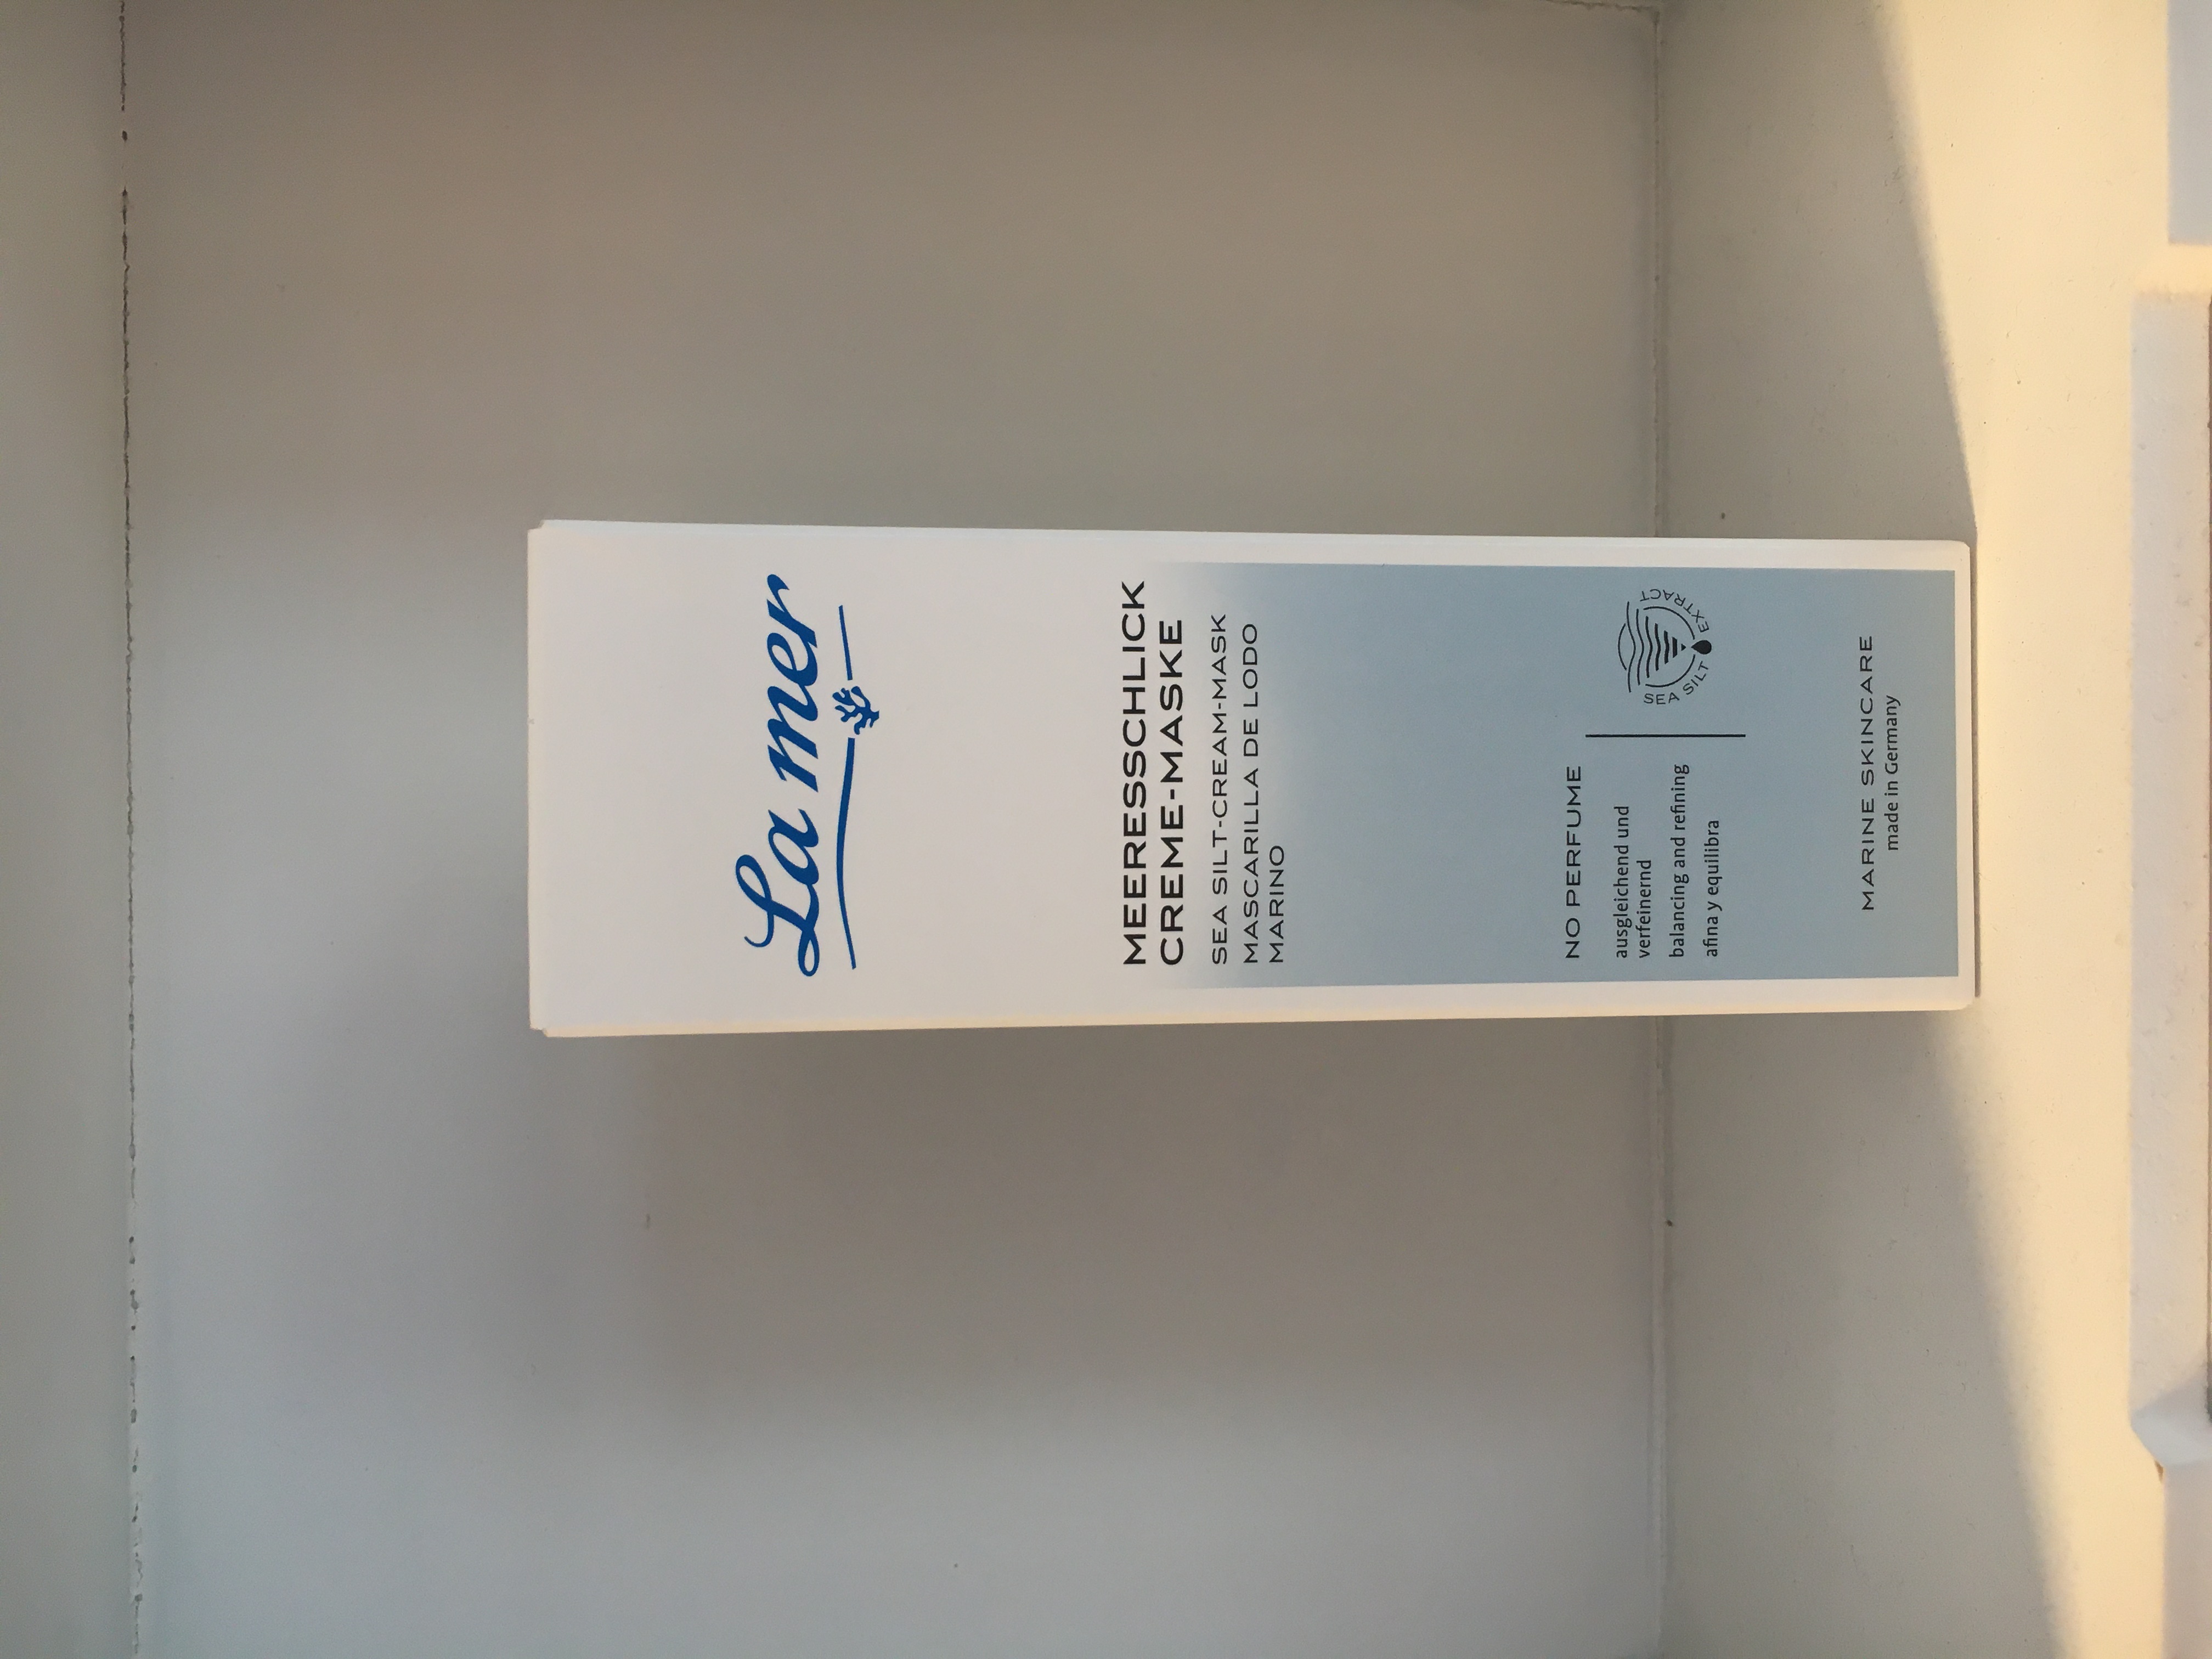 La mer
MEERESSCHLICK
CREME-MASKE
SEA SILT-CREAM-MASK
MASCARILLA DE LODO
MARINO
NO PERFUME
ausgleichend und
verfeinernd
balancing and refining
afina y equilibra
SEA SILT EXTRACT
MARINE SKINCARE
made in Germany